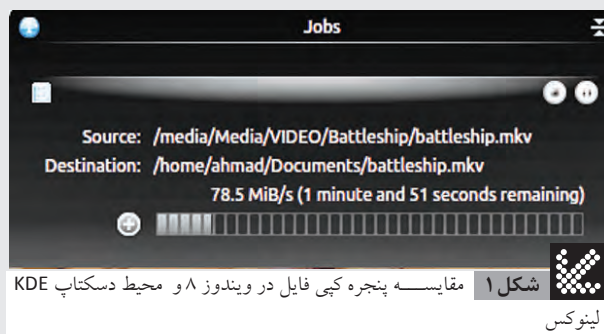 Jobs
Source: /media/Media/VIDEO/Battleship/battleship.mkv
Destination: /home/ahmad/Documents/battleship.mkv
78.5 MiB/s (1 minute and 51 seconds remaining)
شکل ۱ مقایســـه پنجره کپی فایل در ویندوز ۸ و محیط دسکتاپ KDE
لینوکس